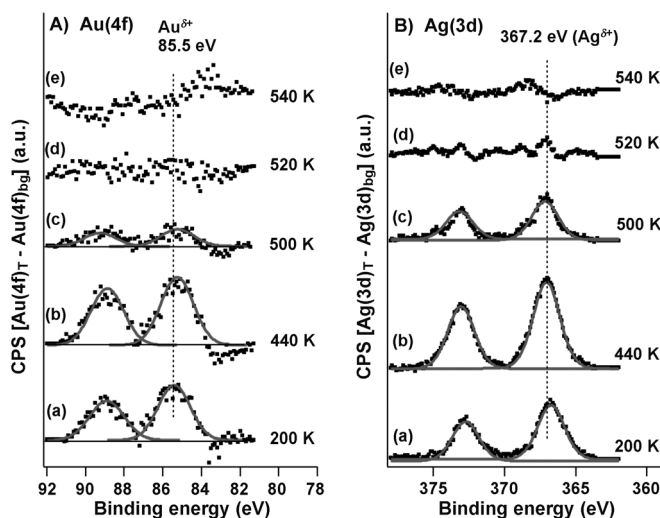 A) Au(4f)
Au^δ+
85.5 eV
CPS [Au(4f)_T - Au(4f)_bg] (a.u.)
(e)
540 K
(d)
520 K
(c)
500 K
(b)
440 K
(a)
200 K
92 90 88 86 84 82 80 78
Binding energy (eV)
B) Ag(3d)
367.2 eV (Ag^δ+)
CPS [Ag(3d)_T - Ag(3d)_bg] (a.u.)
(e)
540 K
(d)
520 K
(c)
500 K
(b)
440 K
(a)
200 K
375 370 365 360
Binding energy (eV)